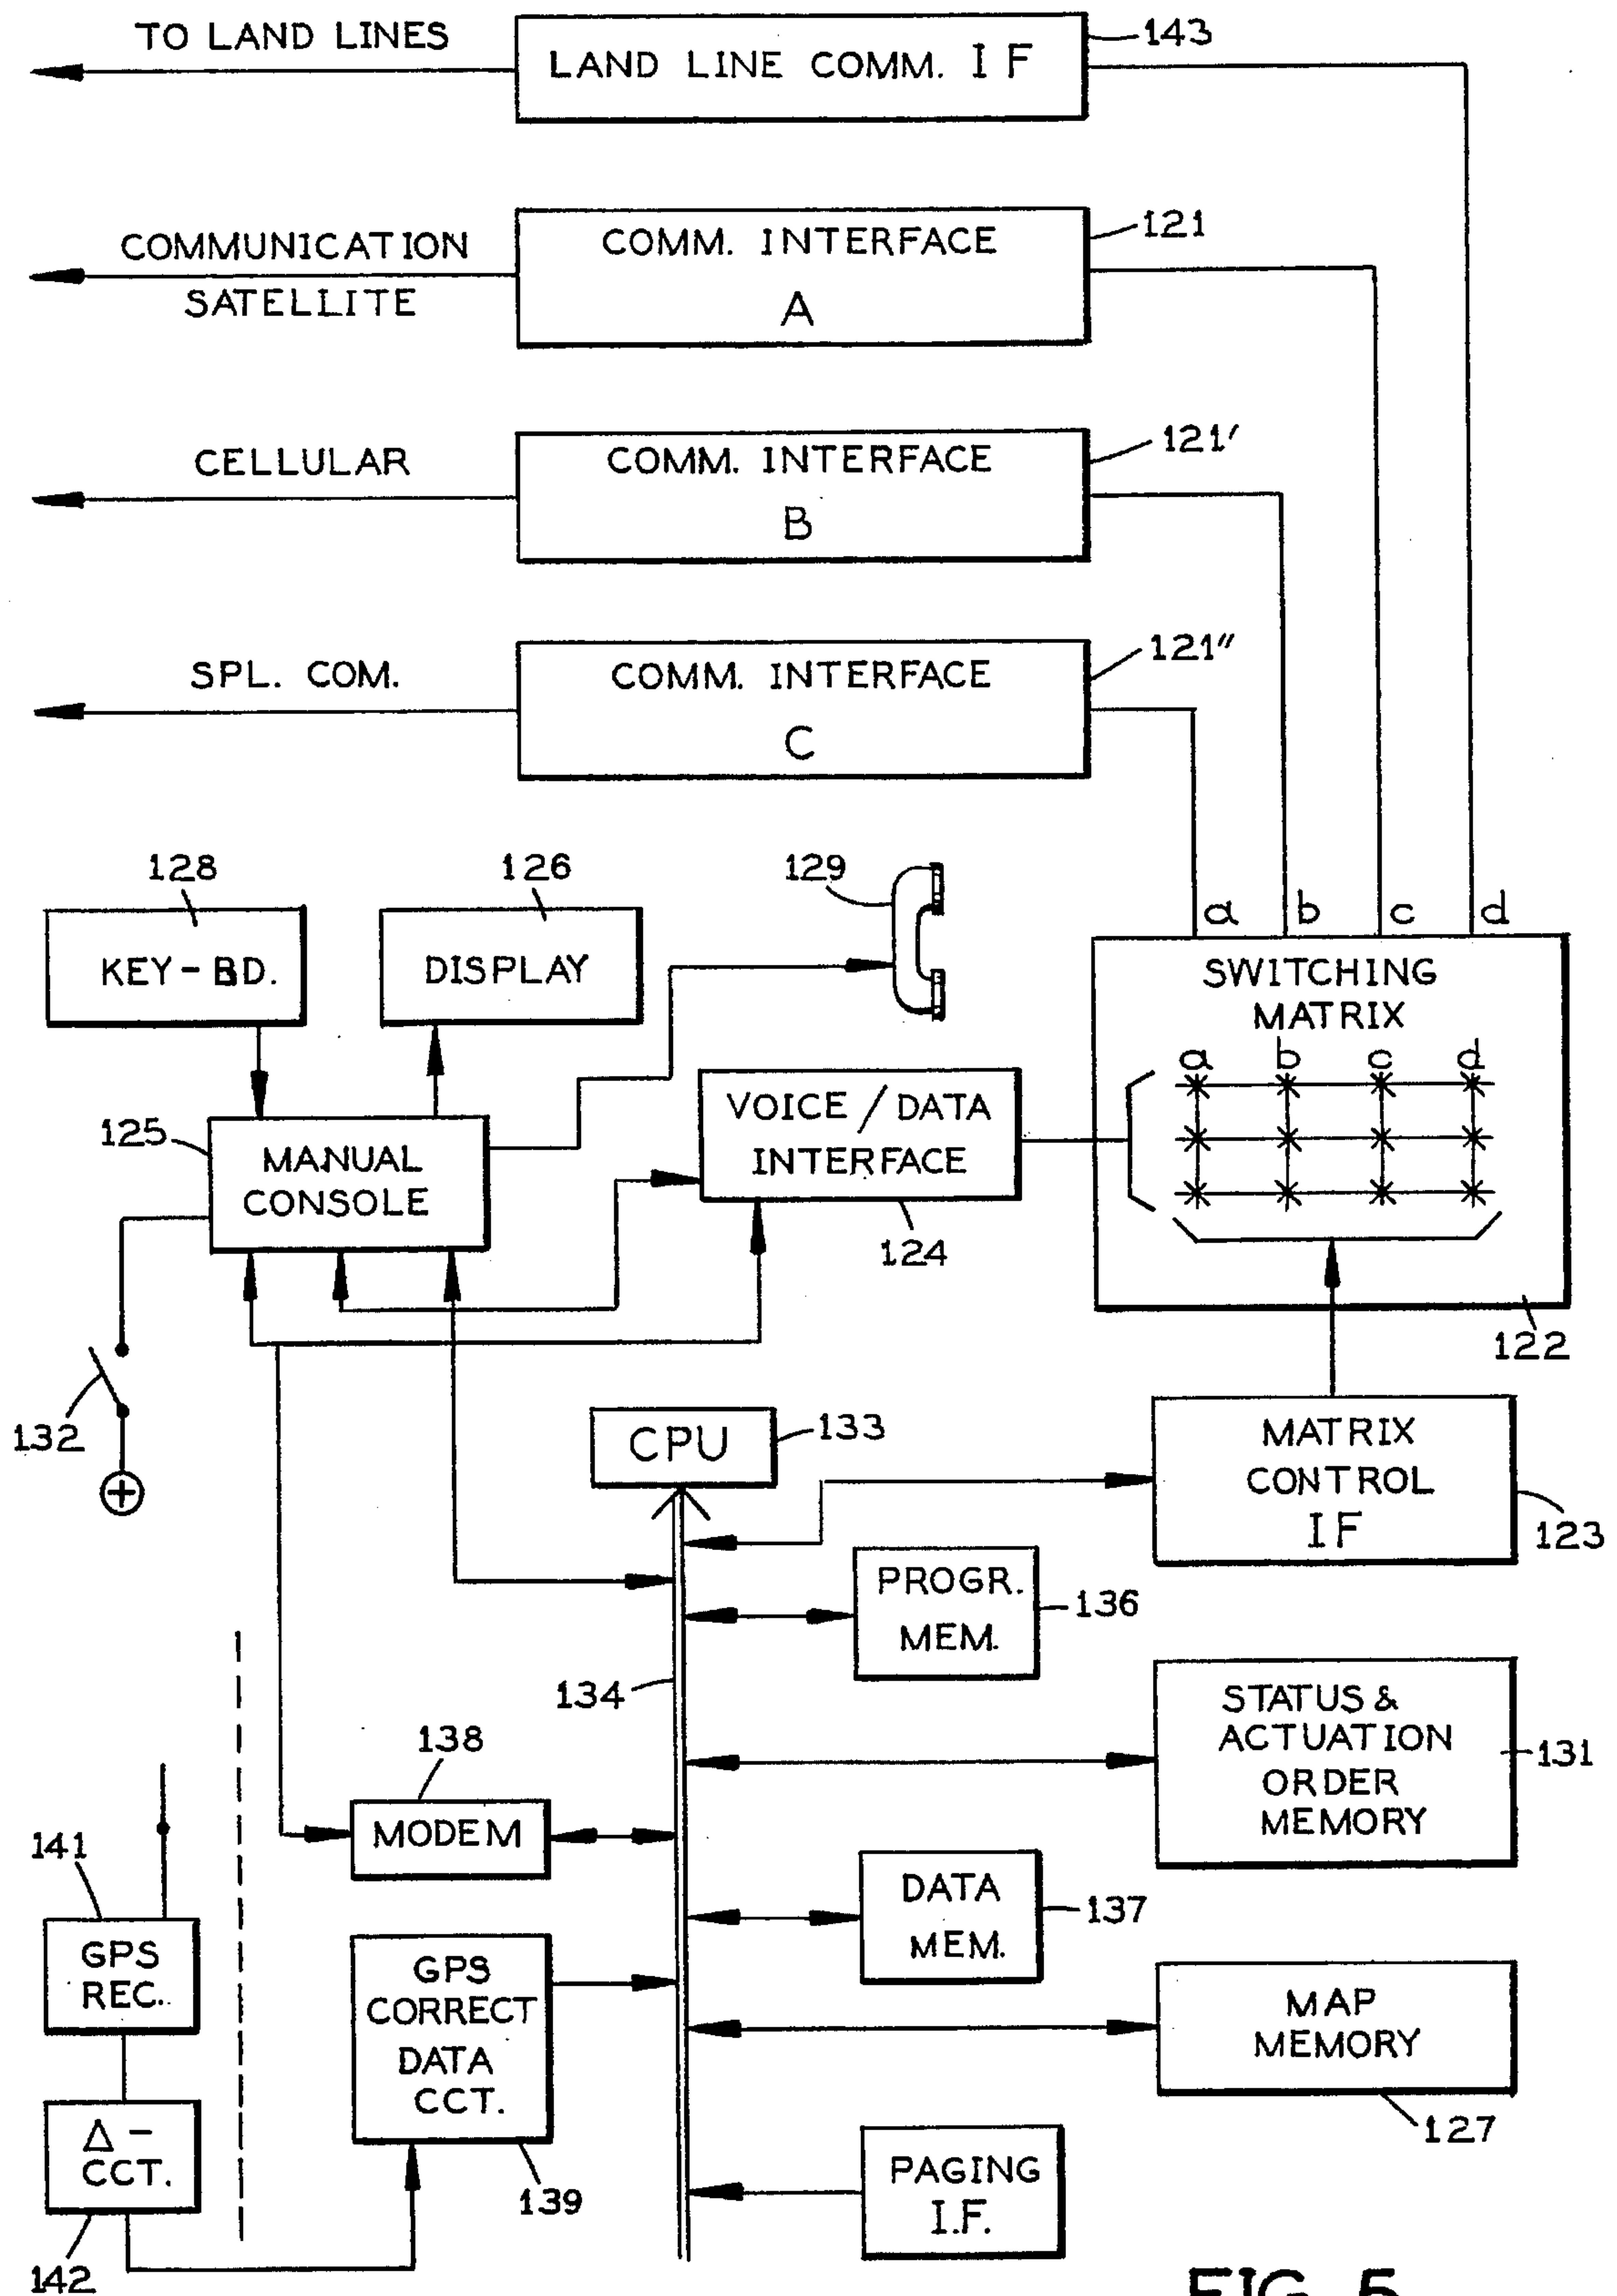 TO LAND LINES
LAND LINE COMM. IF
143
COMMUNICATION
SATELLITE
COMM. INTERFACE
A
121
CELLULAR
COMM. INTERFACE
B
121'
SPL. COM.
COMM. INTERFACE
C
121"
128
126
129
a b c d
KEY-BD.
DISPLAY
SWITCHING
MATRIX
a b c d
125
MANUAL
CONSOLE
VOICE / DATA
INTERFACE
124
122
132
CPU
133
MATRIX
CONTROL
IF
123
PROGR.
MEM.
136
134
STATUS &
ACTUATION
ORDER
MEMORY
131
138
MODEM
141
GPS
REC.
DATA
MEM.
137
GPS
CORRECT
DATA
CCT.
139
MAP
MEMORY
127
Δ-
CCT.
142
PAGING
I.F.
FIG. 5